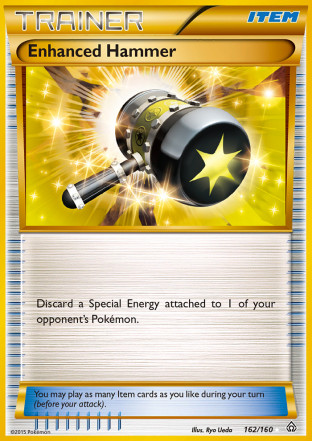 TRAINER
ITEM
Enhanced Hammer
Discard a Special Energy attached to 1 of your
opponent's Pokémon.
You may play as many Item cards as you like during your turn
(before your attack).
©2015 Pokémon
Illus. Ryo Ueda
162/160